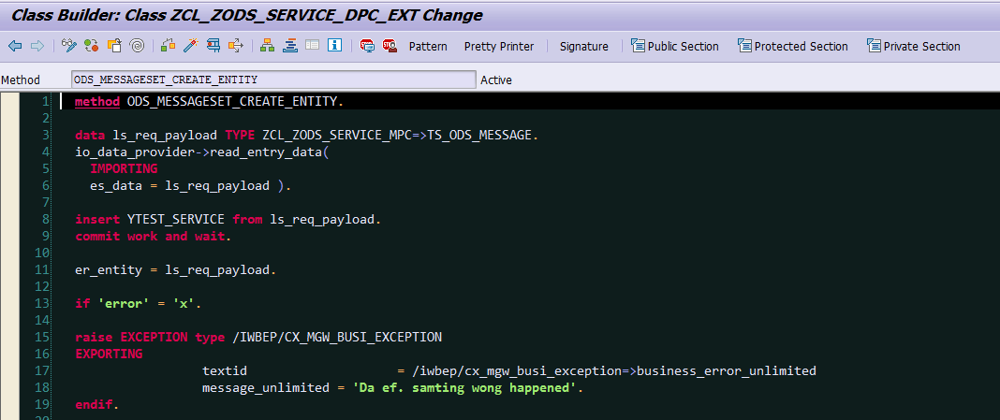 Class Builder: Class ZCL_ZODS_SERVICE_DPC_EXT Change
Pattern Pretty Printer Signature Public Section Protected Section Private Section
Method ODS_MESSAGESET_CREATE_ENTITY Active
1 method ODS_MESSAGESET_CREATE_ENTITY.
2
3 data ls_req_payload TYPE ZCL_ZODS_SERVICE_MPC=>TS_ODS_MESSAGE.
4 io_data_provider->read_entry_data(
5 IMPORTING
6 es_data = ls_req_payload ).
7
8 insert YTEST_SERVICE from ls_req_payload.
9 commit work and wait.
10
11 er_entity = ls_req_payload.
12
13 if 'error' = 'x'.
14
15 raise EXCEPTION type /IWBEP/CX_MGW_BUSI_EXCEPTION
16 EXPORTING
17 textid = /iwbep/cx_mgw_busi_exception=>business_error_unlimited
18 message_unlimited = 'Da ef. samting wong happened'.
19 endif.
20